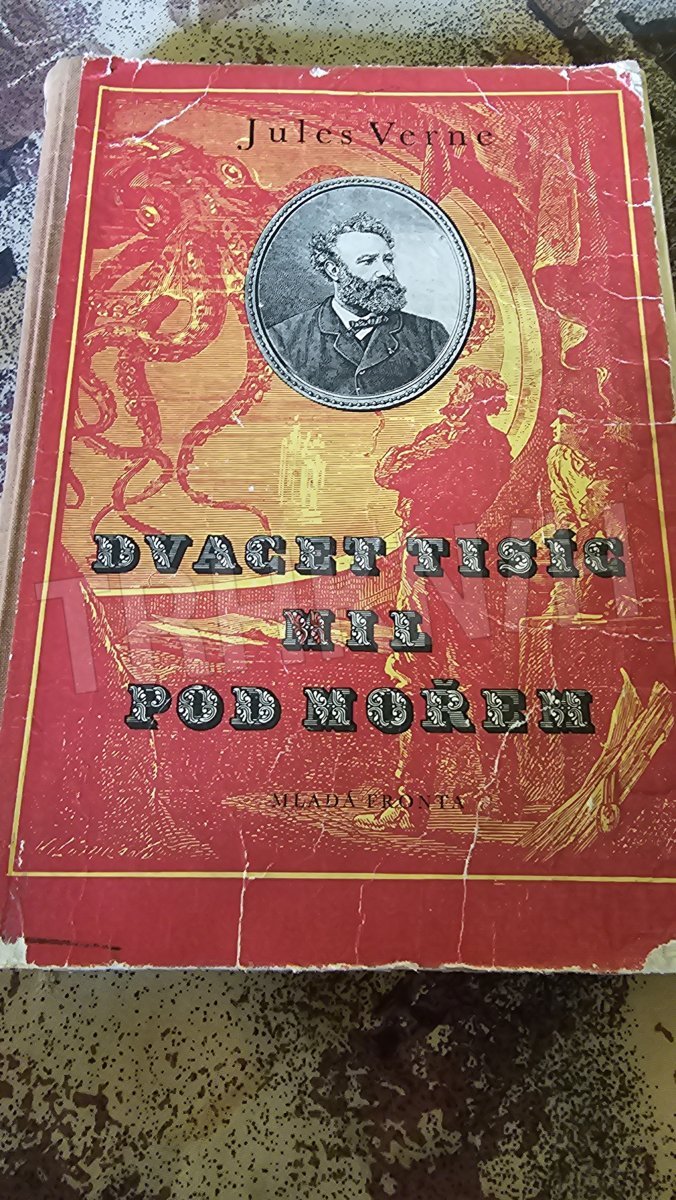 Jules Verne
DVACET TISÍC
MIL
POD MOŘEM
MLADÁ FRONTA